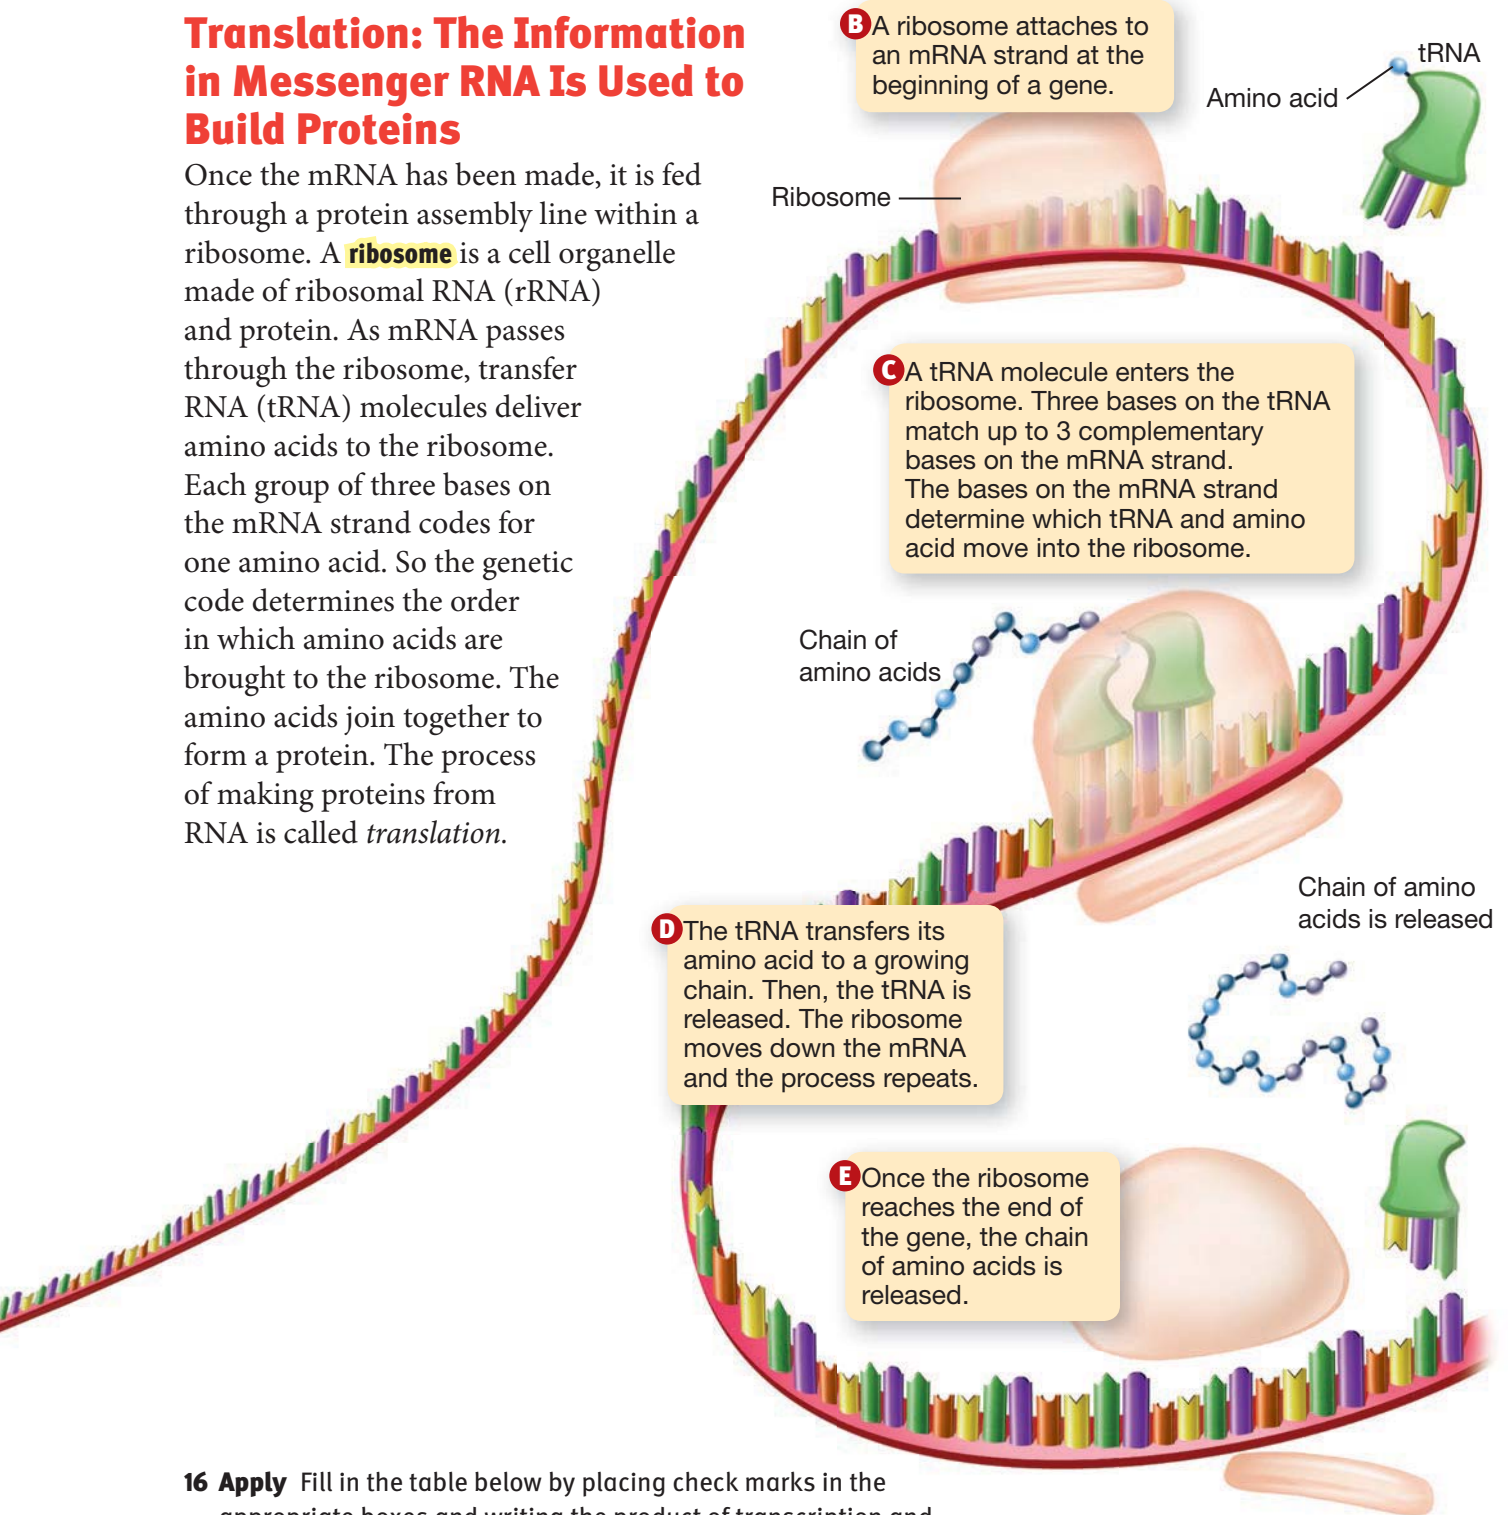 Translation: The Information
in Messenger RNA Is Used to
Build Proteins
Once the mRNA has been made, it is fed
through a protein assembly line within a
ribosome. A ribosome is a cell organelle
made of ribosomal RNA (rRNA)
and protein. As mRNA passes
through the ribosome, transfer
RNA (tRNA) molecules deliver
amino acids to the ribosome.
Each group of three bases on
the mRNA strand codes for
one amino acid. So the genetic
code determines the order
in which amino acids are
brought to the ribosome. The
amino acids join together to
form a protein. The process
of making proteins from
RNA is called translation.
B A ribosome attaches to
an mRNA strand at the
beginning of a gene.
tRNA
Amino acid
Ribosome
C A tRNA molecule enters the
ribosome. Three bases on the tRNA
match up to 3 complementary
bases on the mRNA strand.
The bases on the mRNA strand
determine which tRNA and amino
acid move into the ribosome.
Chain of
amino acids
Chain of amino
acids is released
D The tRNA transfers its
amino acid to a growing
chain. Then, the tRNA is
released. The ribosome
moves down the mRNA
and the process repeats.
E Once the ribosome
reaches the end of
the gene, the chain
of amino acids is
released.
16 Apply Fill in the table below by placing check marks in the
appropriate boxes and writing the product of transcription and